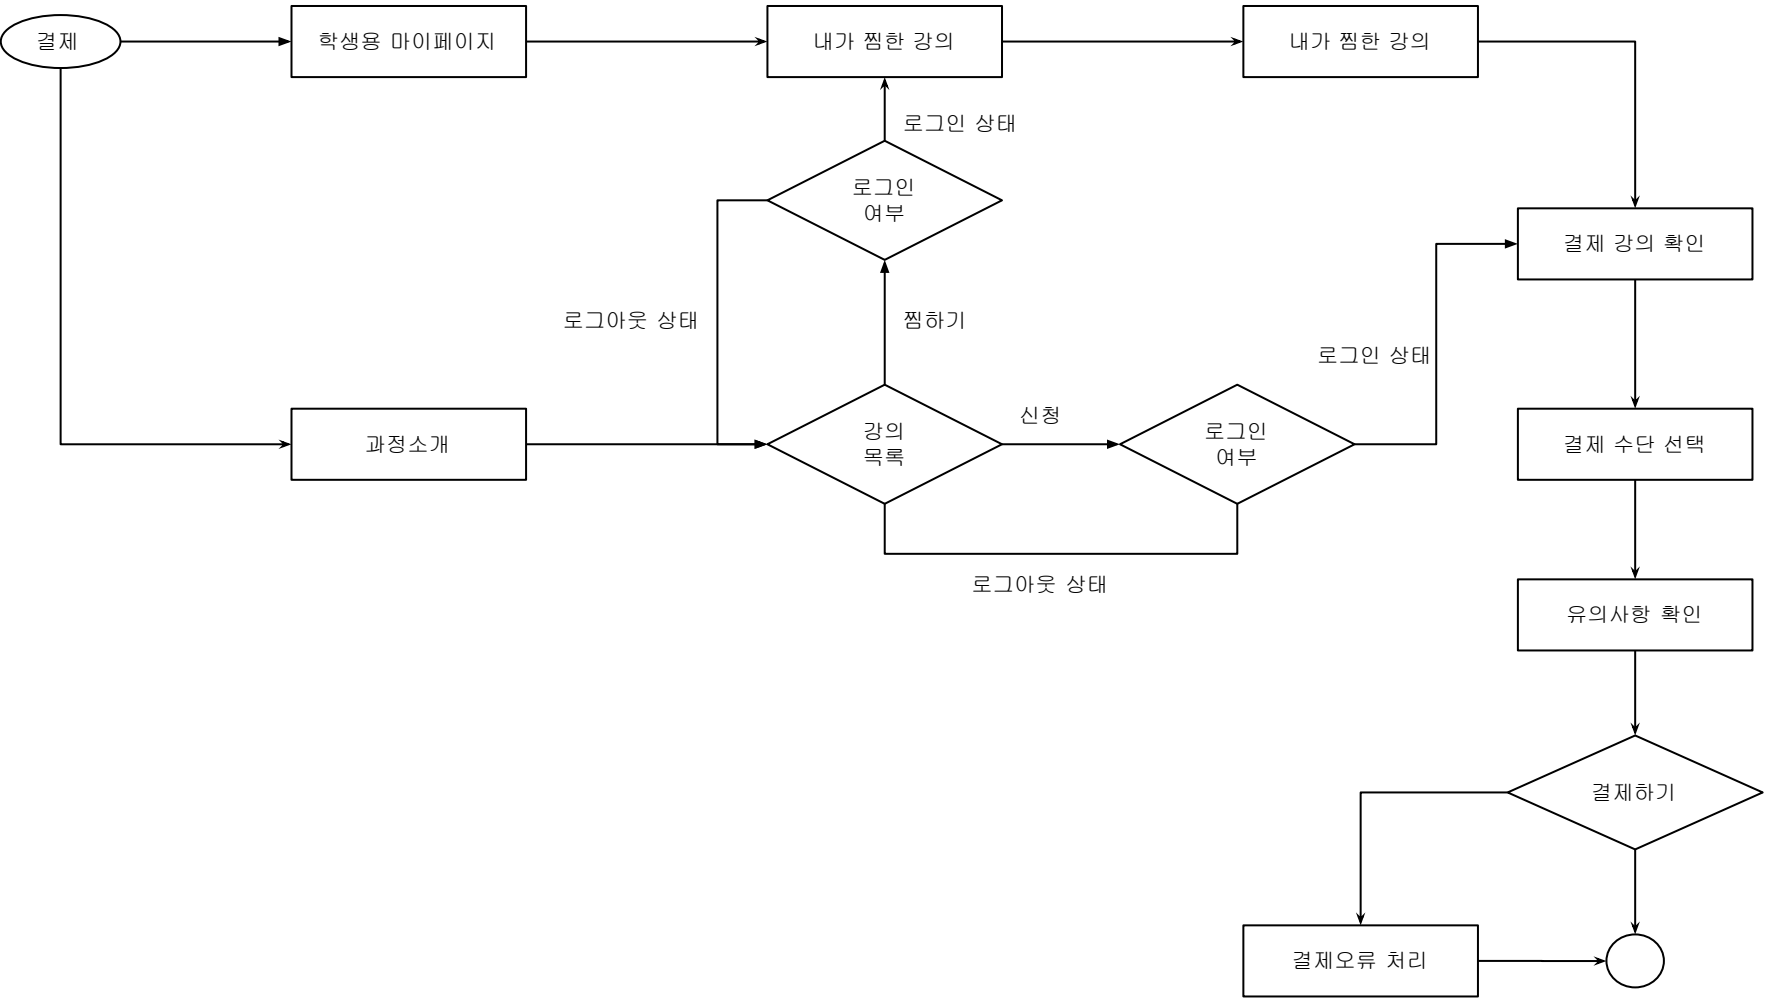 결제
학생용 마이페이지
내가 찜한 강의
내가 찜한 강의
로그인 상태
로그인
여부
결제 강의 확인
로그아웃 상태
찜하기
로그인 상태
과정소개
강의
목록
신청
로그인
여부
결제 수단 선택
로그아웃 상태
유의사항 확인
결제하기
결제오류 처리